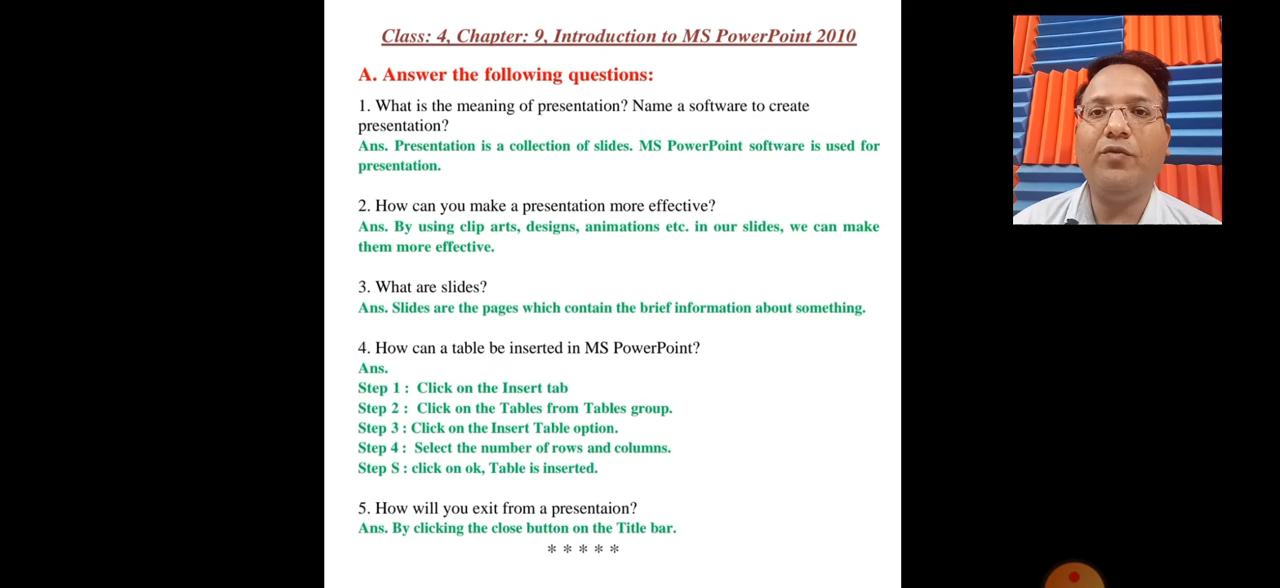 Class: 4, Chapter: 9, Introduction to MS PowerPoint 2010
A. Answer the following questions:
1. What is the meaning of presentation? Name a software to create
presentation?
Ans. Presentation is a collection of slides. MS PowerPoint software is used for
presentation.
2. How can you make a presentation more effective?
Ans. By using clip arts, designs, animations etc. in our slides, we can make
them more effective.
3. What are slides?
Ans. Slides are the pages which contain the brief information about something.
4. How can a table be inserted in MS PowerPoint?
Ans.
Step 1 : Click on the Insert tab
Step 2 : Click on the Tables from Tables group.
Step 3 : Click on the Insert Table option.
Step 4 : Select the number of rows and columns.
Step S : click on ok, Table is inserted.
5. How will you exit from a presentaion?
Ans. By clicking the close button on the Title bar.
* * * * *